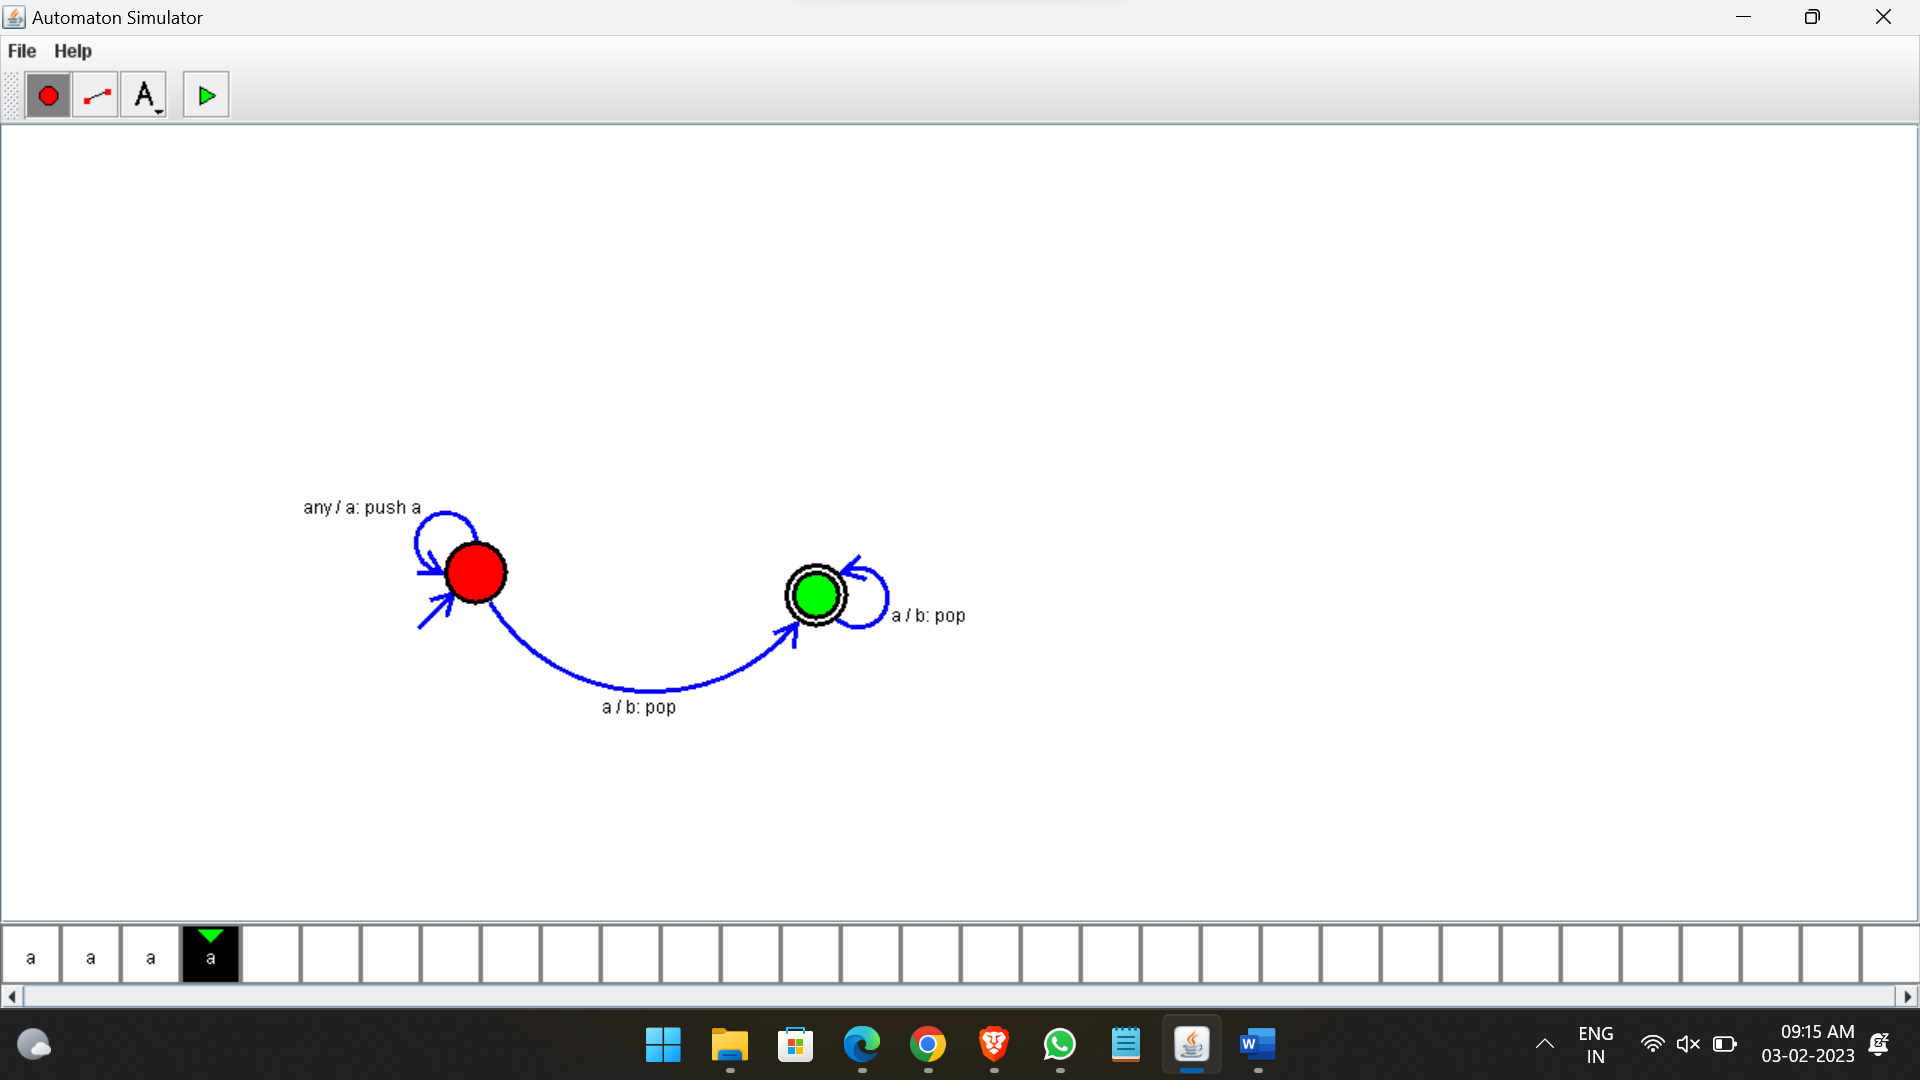 Automaton Simulator
File Help
A
any / a: push a
a / b: pop
a / b: pop
a a a a
W
ENG
IN
09:15 AM
03-02-2023